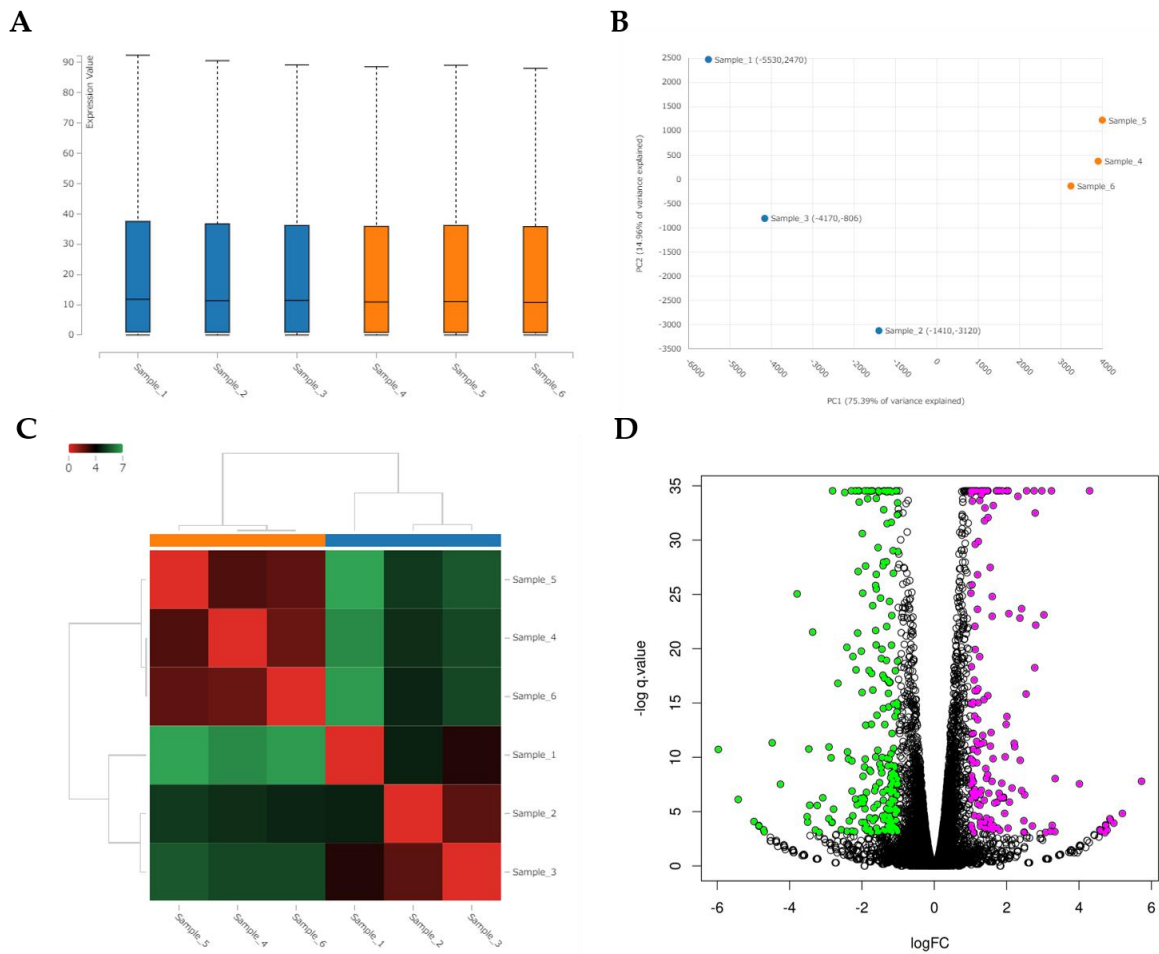 A
Expression Value
90
80
70
60
50
40
30
20
10
0
Sample_1
Sample_2
Sample_3
Sample_4
Sample_5
Sample_6
B
PC2 (14.96% of variance explained)
2500
2000
1500
1000
500
0
-500
-1000
-1500
-2000
-2500
-3000
-3500
Sample_1 (-5530,2470)
Sample_5
Sample_4
Sample_6
Sample_3 (-4170,-806)
Sample_2 (-1410,-3120)
-6000
-5000
-4000
-3000
-2000
-1000
0
1000
2000
3000
4000
PC1 (75.39% of variance explained)
C
0 4 7
Sample_5
Sample_4
Sample_6
Sample_1
Sample_2
Sample_3
Sample_5
Sample_4
Sample_6
Sample_1
Sample_2
Sample_3
D
-log q.value
35
30
25
20
15
10
5
0
-6 -4 -2 0 2 4 6
logFC